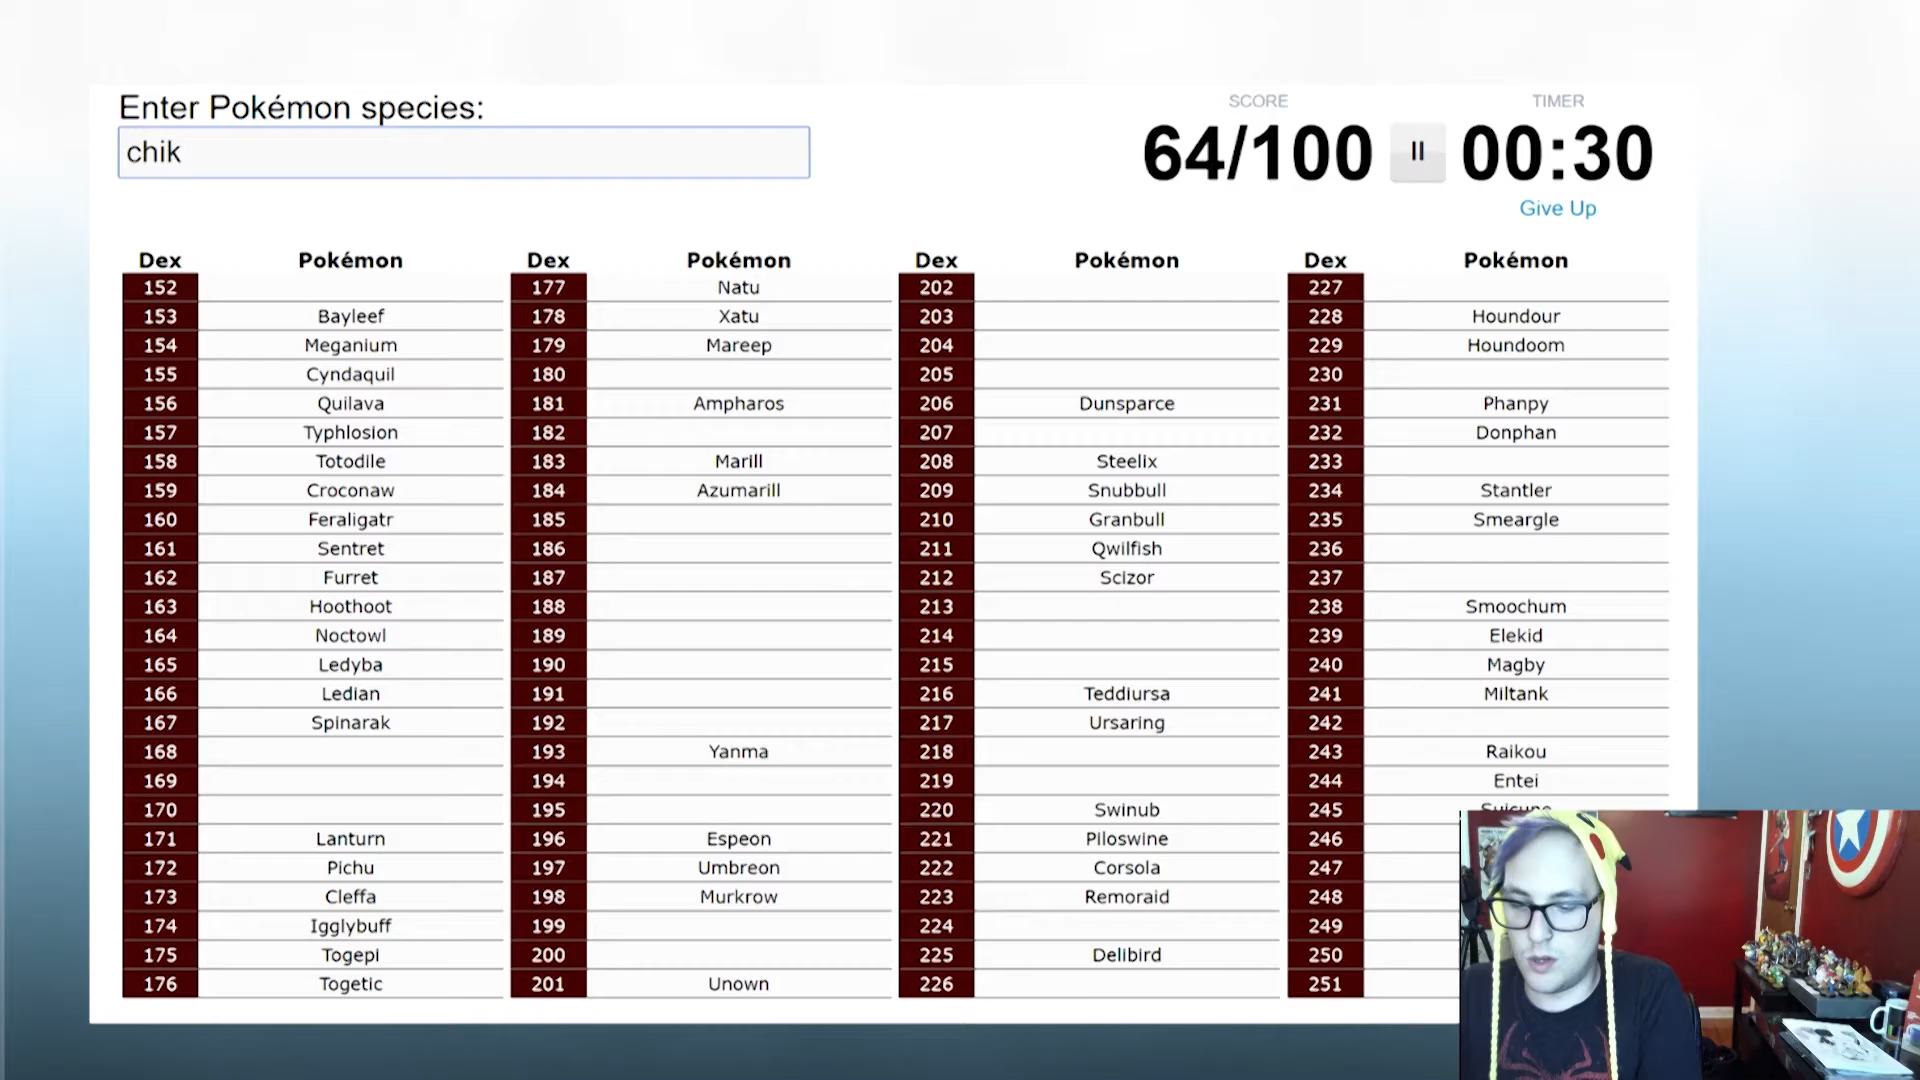 Enter Pokémon species:
chik
SCORE
64/100
TIMER
00:30
Give Up
Dex Pokémon Dex Pokémon Dex Pokémon Dex Pokémon
152 177 Natu 202 227
153 Bayleef 178 Xatu 203 228 Houndour
154 Meganium 179 Mareep 204 229 Houndoom
155 Cyndaquil 180 205 230
156 Quilava 181 Ampharos 206 Dunsparce 231 Phanpy
157 Typhlosion 182 207 232 Donphan
158 Totodile 183 Marill 208 Steelix 233
159 Croconaw 184 Azumarill 209 Snubbull 234 Stantler
160 Feraligatr 185 210 Granbull 235 Smeargle
161 Sentret 186 211 Qwilfish 236
162 Furret 187 212 Scizor 237
163 Hoothoot 188 213 238 Smoochum
164 Noctowl 189 214 239 Elekid
165 Ledyba 190 215 240 Magby
166 Ledian 191 216 Teddiursa 241 Miltank
167 Spinarak 192 217 Ursaring 242
168 193 Yanma 218 243 Raikou
169 194 219 244 Entei
170 195 220 Swinub 245 Suicune
171 Lanturn 196 Espeon 221 Piloswine 246
172 Pichu 197 Umbreon 222 Corsola 247
173 Cleffa 198 Murkrow 223 Remoraid 248
174 Igglybuff 199 224 249
175 Togepi 200 225 Delibird 250
176 Togetic 201 Unown 226 251